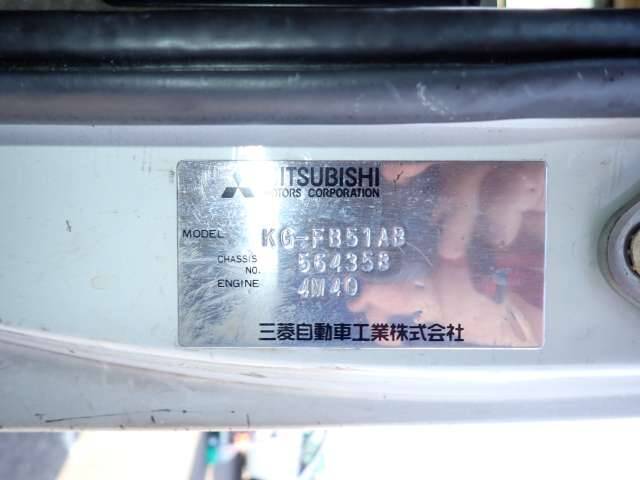 MITSUBISHI
MOTORS CORPORATION
MODEL KG-FB51AB
CHASSIS NO. 564358
ENGINE 4M40
三菱自動車工業株式会社